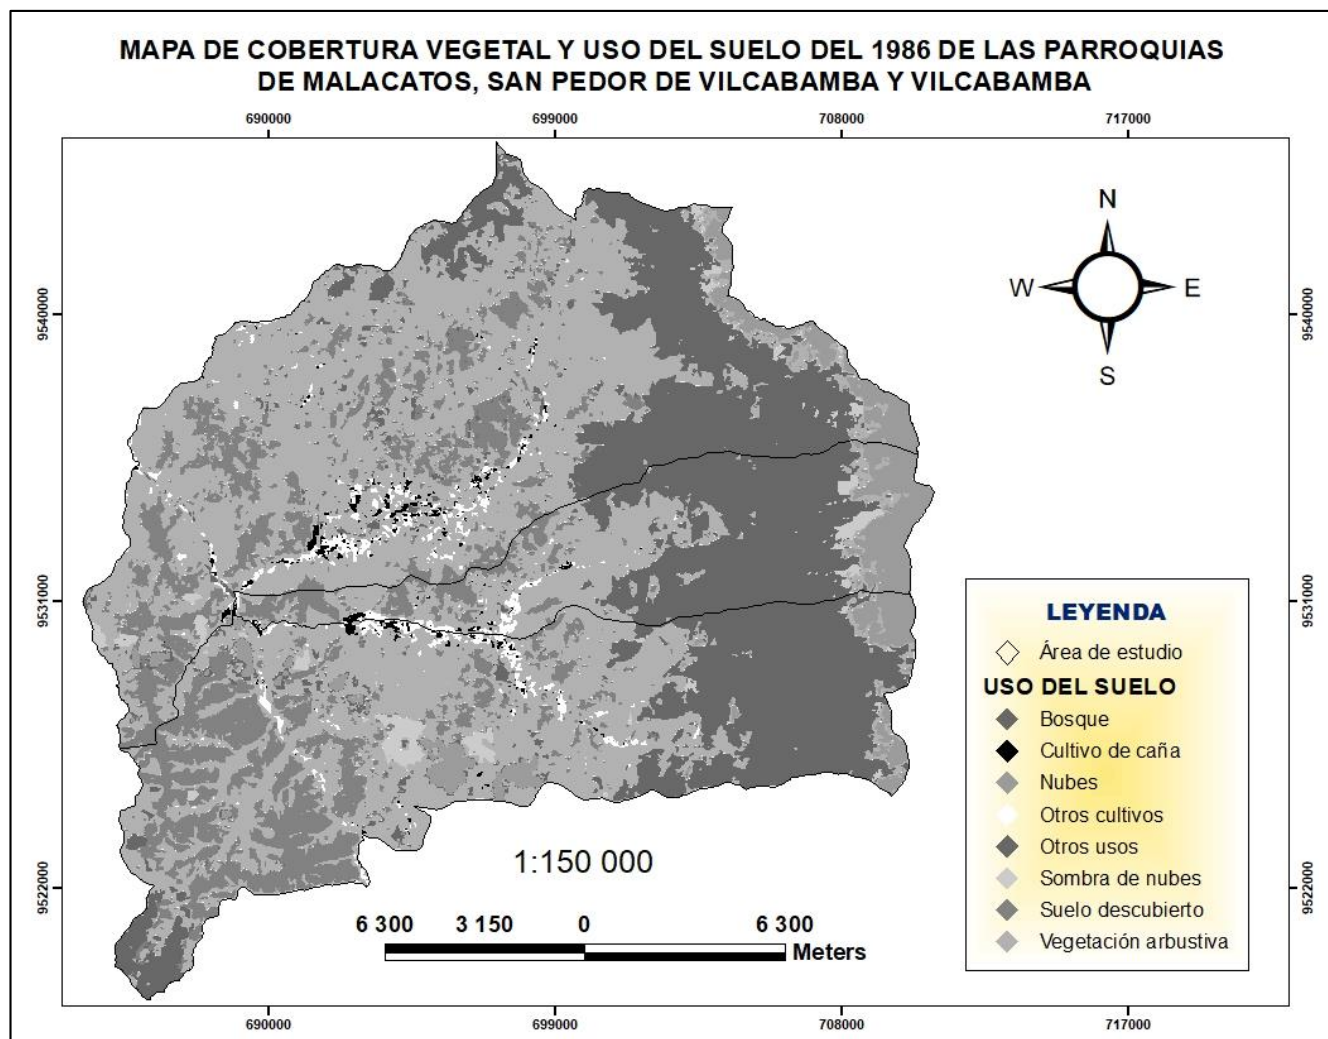 MAPA DE COBERTURA VEGETAL Y USO DEL SUELO DEL 1986 DE LAS PARROQUIAS
DE MALACATOS, SAN PEDOR DE VILCABAMBA Y VILCABAMBA
690000 699000 708000 717000
N
W E
S
9540000 9540000
9531000 9531000
9522000 9522000
LEYENDA
Área de estudio
USO DEL SUELO
Bosque
Cultivo de caña
Nubes
Otros cultivos
Otros usos
Sombra de nubes
Suelo descubierto
Vegetación arbustiva
1:150 000
6 300 3 150 0 6 300
Meters
690000 699000 708000 717000